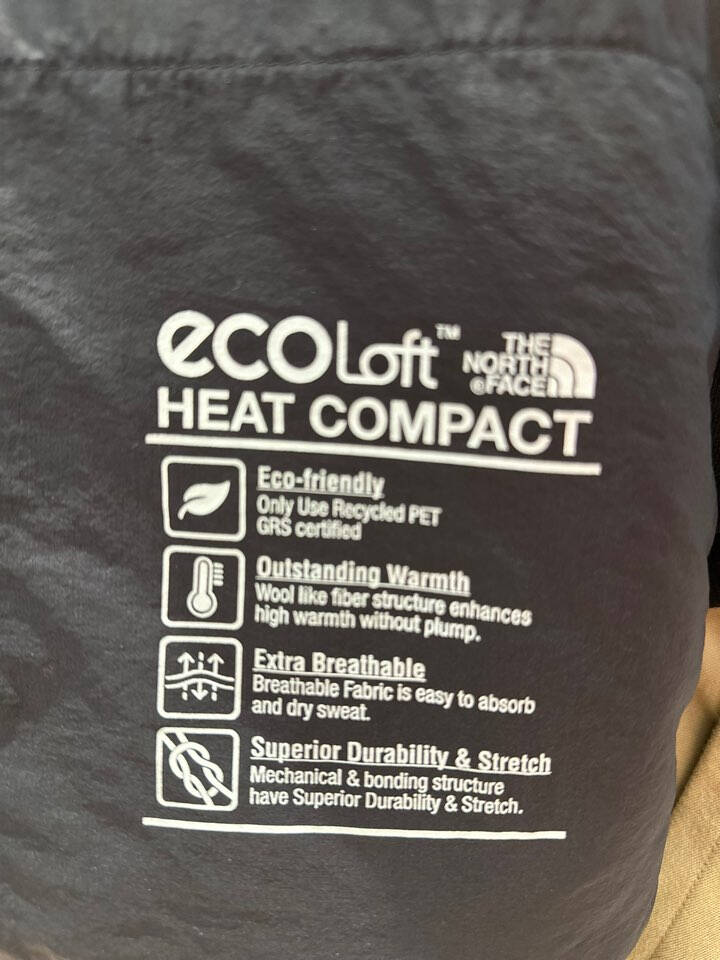 ecoLoft™
THE
NORTH
©FACE
HEAT COMPACT
Eco-friendly
Only Use Recycled PET
GRS certified
Outstanding Warmth
Wool like fiber structure enhances
high warmth without plump.
Extra Breathable
Breathable Fabric is easy to absorb
and dry sweat.
Superior Durability & Stretch
Mechanical & bonding structure
have Superior Durability & Stretch.